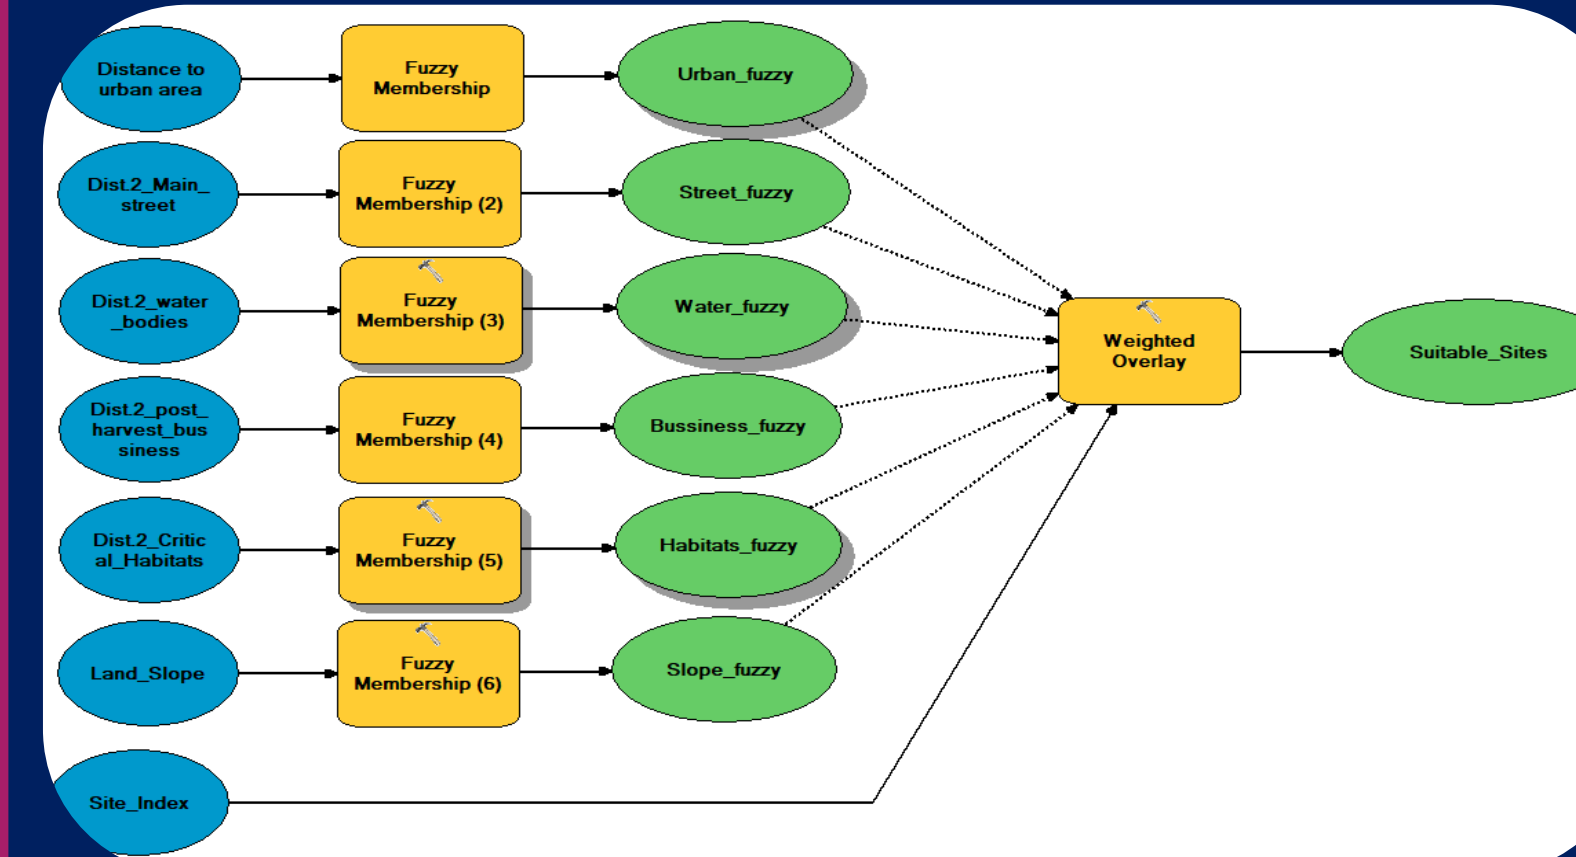 Distance to
urban area
Fuzzy
Membership
Urban_fuzzy
Dist.2_Main_
street
Fuzzy
Membership (2)
Street_fuzzy
Dist.2_water
_bodies
Fuzzy
Membership (3)
Water_fuzzy
Weighted
Overlay
Suitable_Sites
Dist.2_post_
harvest_bus
siness
Fuzzy
Membership (4)
Bussiness_fuzzy
Dist.2_Critic
al_Habitats
Fuzzy
Membership (5)
Habitats_fuzzy
Land_Slope
Fuzzy
Membership (6)
Slope_fuzzy
Site_Index